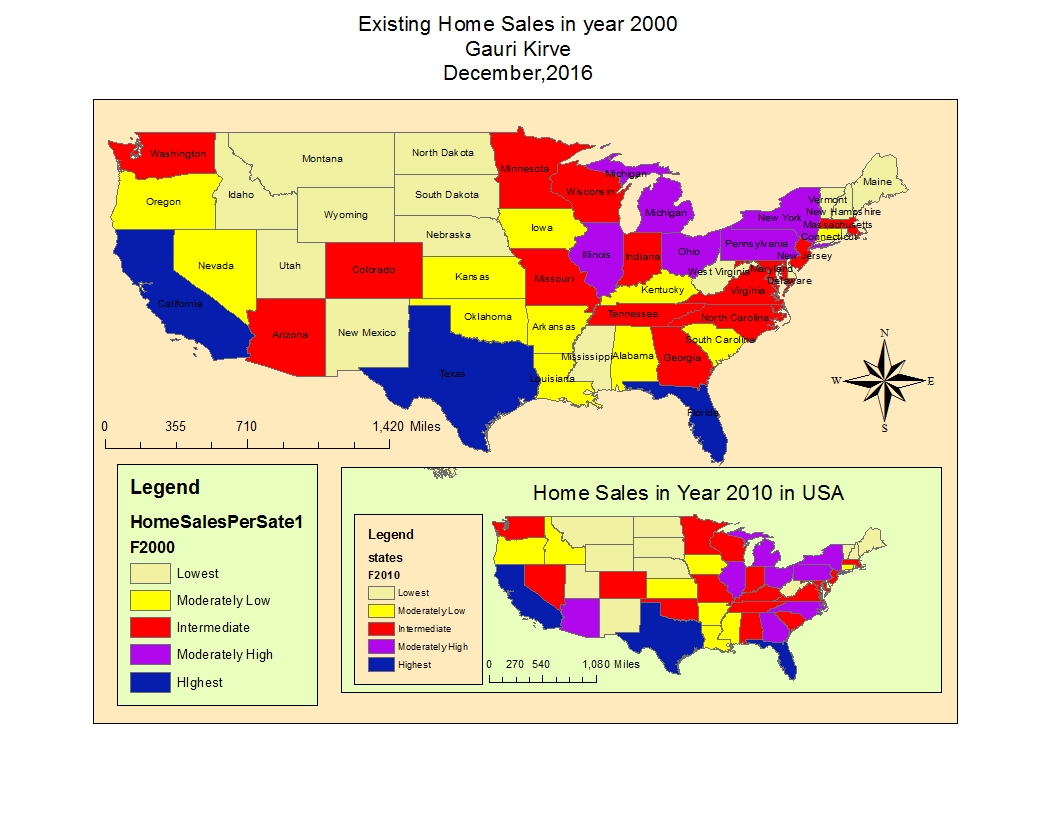 Existing Home Sales in year 2000
Gauri Kirve
December,2016
Washington
Montana
North Dakota
Minnesota
Maine
Oregon
Idaho
South Dakota
Wisconsin
Michigan
Vermont
New Hampshire
Wyoming
Michigan
New York
Massachusetts
Connecticut
Nebraska
Iowa
Illinois
Ohio
Pennsylvania
New Jersey
Nevada
Utah
Colorado
Kansas
Missouri
Indiana
West Virginia
Maryland
Delaware
California
Kentucky
Virginia
Oklahoma
Tennessee
North Carolina
Arizona
New Mexico
Arkansas
South Carolina
Mississippi
Alabama
Georgia
Texas
Louisiana
Florida
N
W
E
S
0 355 710 1,420 Miles
Legend
HomeSalesPerSate1
F2000
Lowest
Moderately Low
Intermediate
Moderately High
HIghest
Home Sales in Year 2010 in USA
Legend
states
F2010
Lowest
Moderately Low
Intermediate
Moderately High
Highest
0 270 540 1,080 Miles